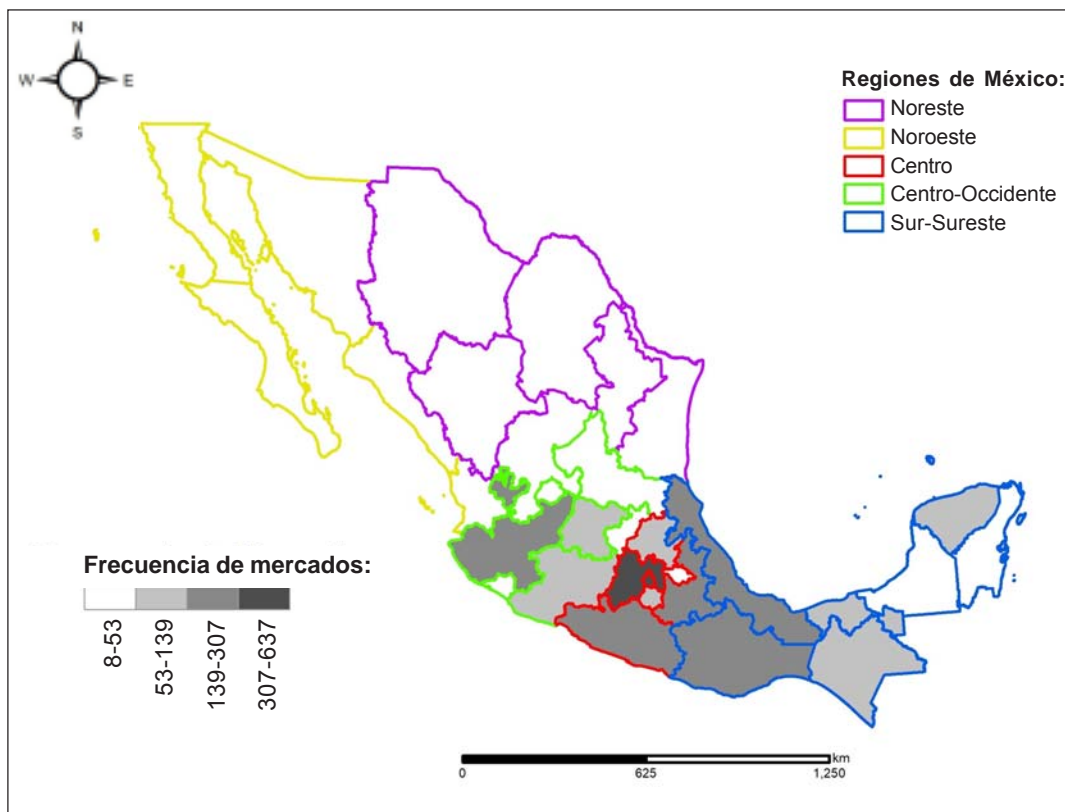 N
W E
S
Regiones de México:
Noreste
Noroeste
Centro
Centro-Occidente
Sur-Sureste
Frecuencia de mercados:
8-53
53-139
139-307
307-637
km
0 625 1,250